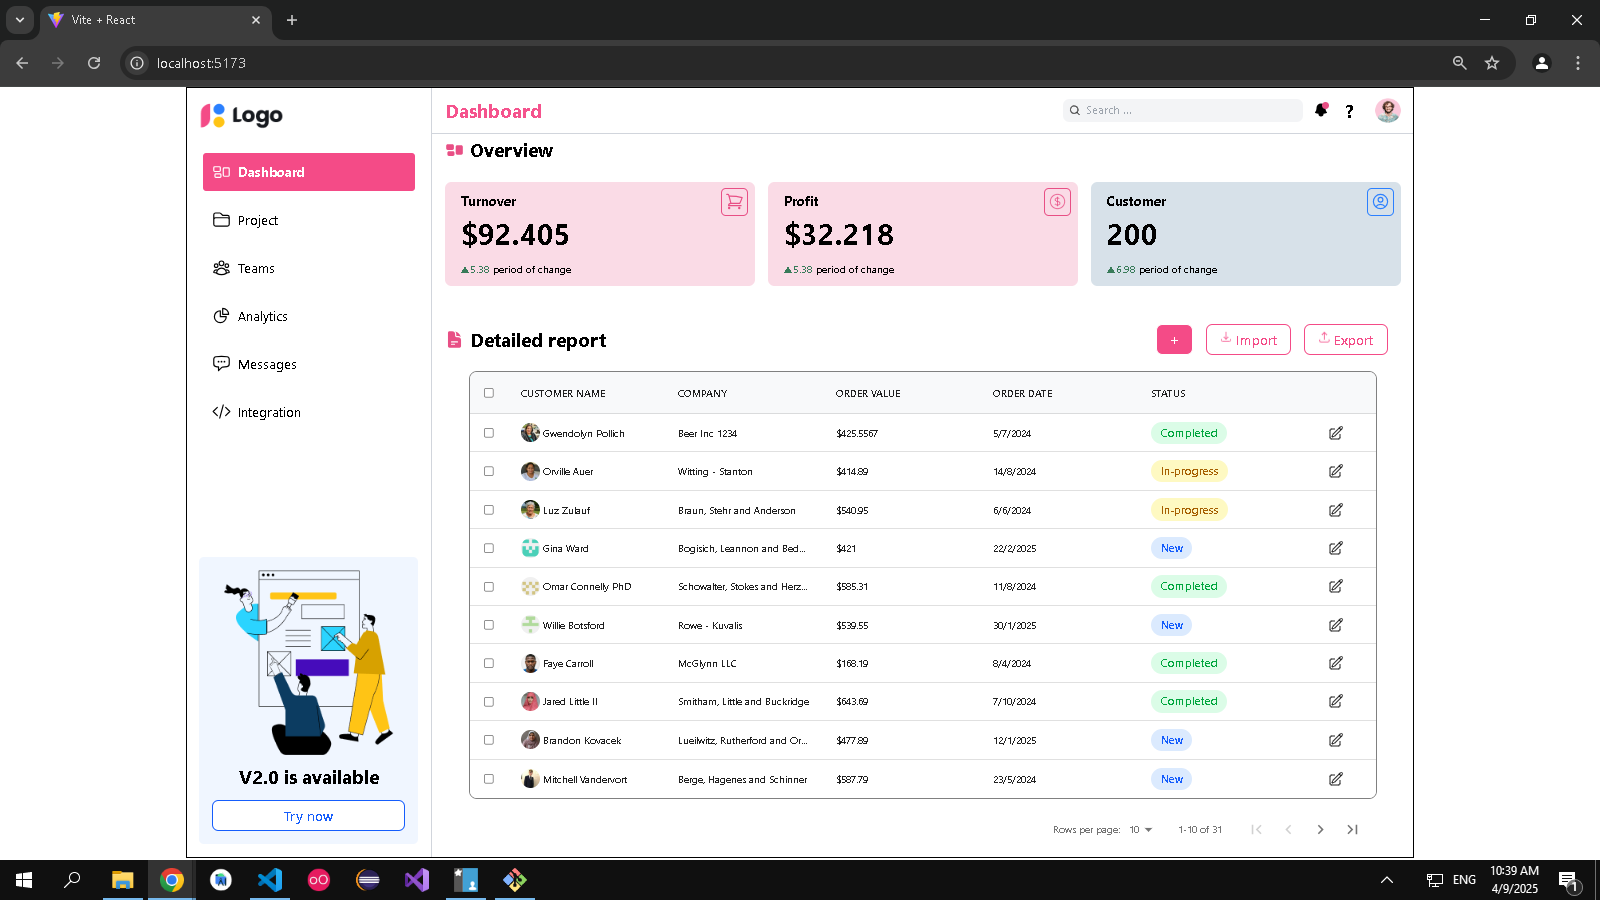 Vite + React
localhost:5173
Logo
Dashboard
Search ...
?
Dashboard
Project
Teams
Analytics
Messages
Integration
V2.0 is available
Try now
Overview
Turnover
$92.405
5.38 period of change
Profit
$32.218
5.38 period of change
Customer
200
6.98 period of change
Detailed report
+ Import Export
CUSTOMER NAME COMPANY ORDER VALUE ORDER DATE STATUS
Gwendolyn Pollich Beer Inc 1234 $425.5567 5/7/2024 Completed
Orville Auer Witting - Stanton $414.89 14/8/2024 In-progress
Luz Zulauf Braun, Stehr and Anderson $540.95 6/6/2024 In-progress
Gina Ward Bogisich, Leannon and Bed... $421 22/2/2025 New
Omar Connelly PhD Schowalter, Stokes and Herz... $585.31 11/8/2024 Completed
Willie Botsford Rowe - Kuvalis $539.55 30/1/2025 New
Faye Carroll McGlynn LLC $168.19 8/4/2024 Completed
Jared Little II Smitham, Little and Buckridge $643.69 7/10/2024 Completed
Brandon Kovacek Lueilwitz, Rutherford and Or... $477.89 12/1/2025 New
Mitchell Vandervort Berge, Hagenes and Schinner $587.79 23/5/2024 New
Rows per page: 10 1-10 of 31
ENG
10:39 AM
4/9/2025
1